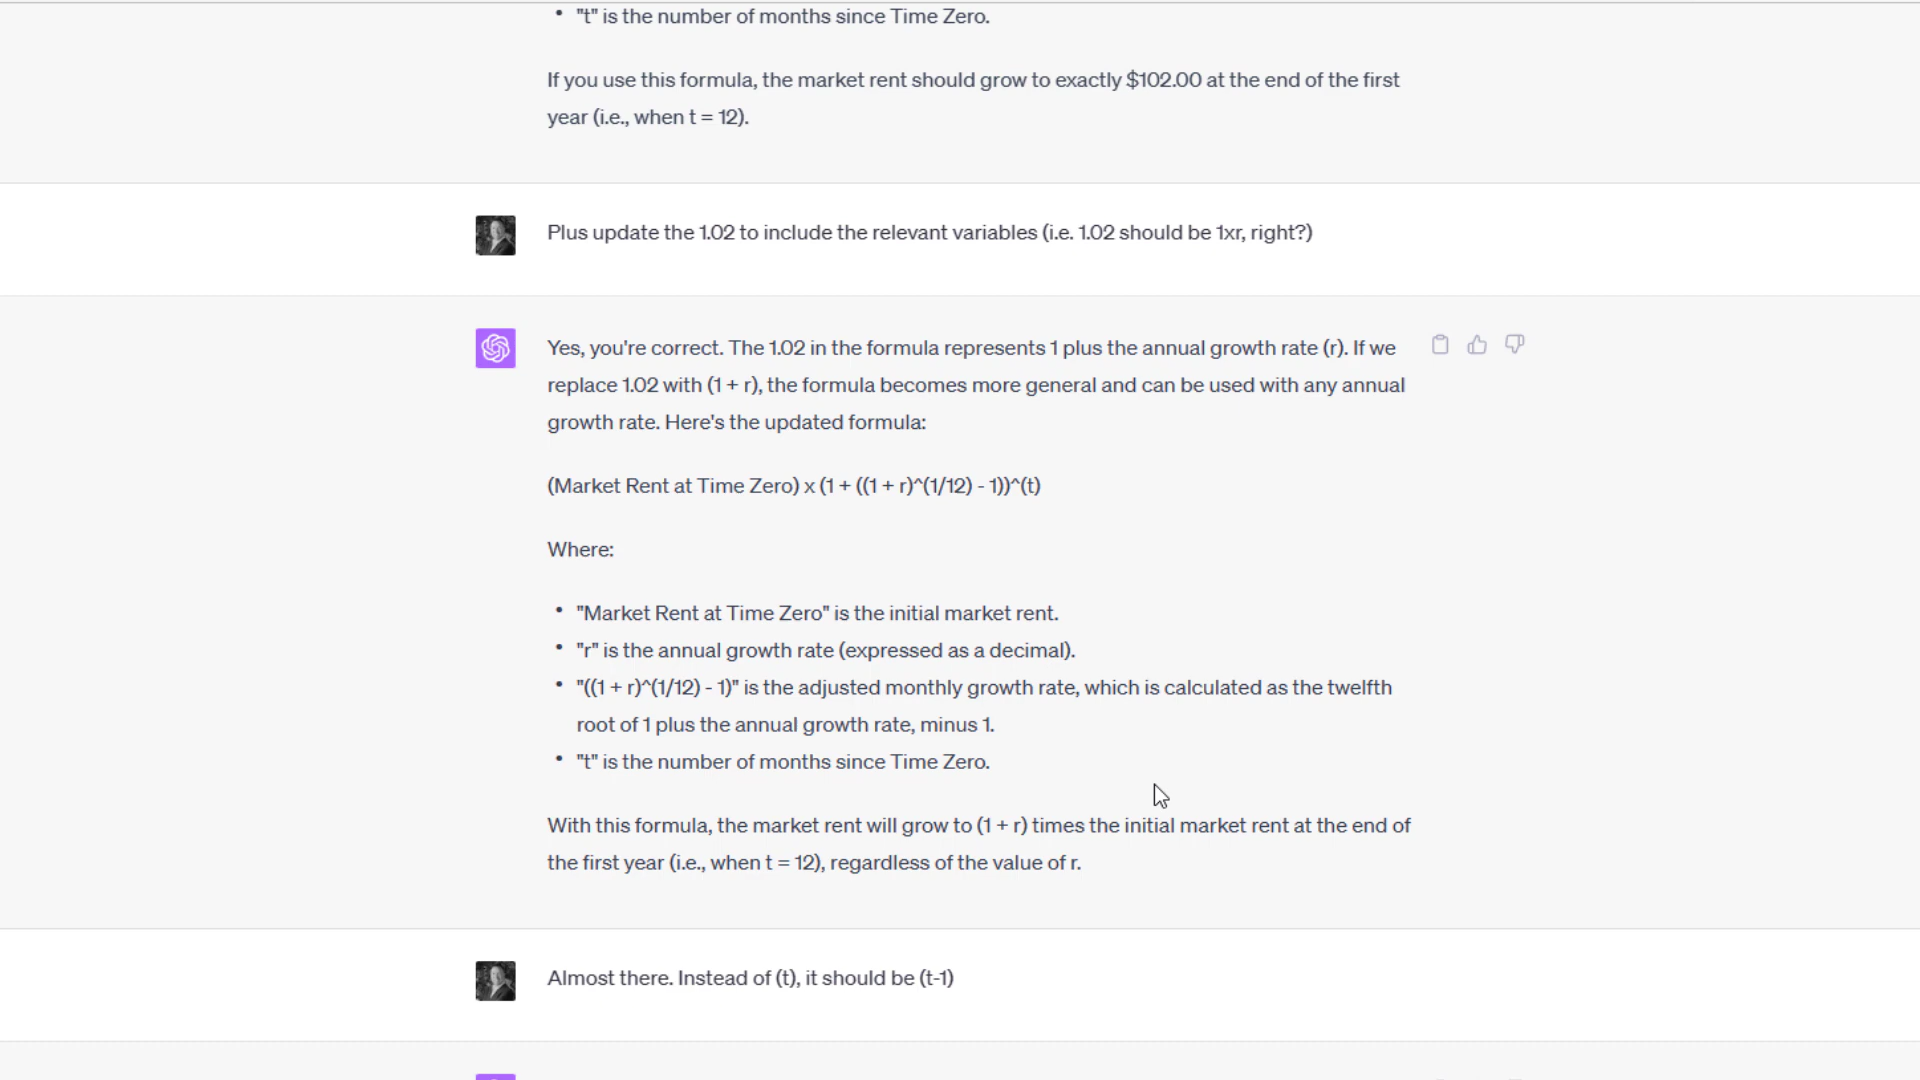 "t" is the number of months since Time Zero.
If you use this formula, the market rent should grow to exactly $102.00 at the end of the first
year (i.e., when t = 12).
Plus update the 1.02 to include the relevant variables (i.e. 1.02 should be 1xr, right?)
Yes, you're correct. The 1.02 in the formula represents 1 plus the annual growth rate (r). If we
replace 1.02 with (1 + r), the formula becomes more general and can be used with any annual
growth rate. Here's the updated formula:
(Market Rent at Time Zero) x (1 + ((1 + r)^(1/12) - 1))^(t)
Where:
"Market Rent at Time Zero" is the initial market rent.
"r" is the annual growth rate (expressed as a decimal).
"((1 + r)^(1/12) - 1)" is the adjusted monthly growth rate, which is calculated as the twelfth
root of 1 plus the annual growth rate, minus 1.
"t" is the number of months since Time Zero.
With this formula, the market rent will grow to (1 + r) times the initial market rent at the end of
the first year (i.e., when t = 12), regardless of the value of r.
Almost there. Instead of (t), it should be (t-1)